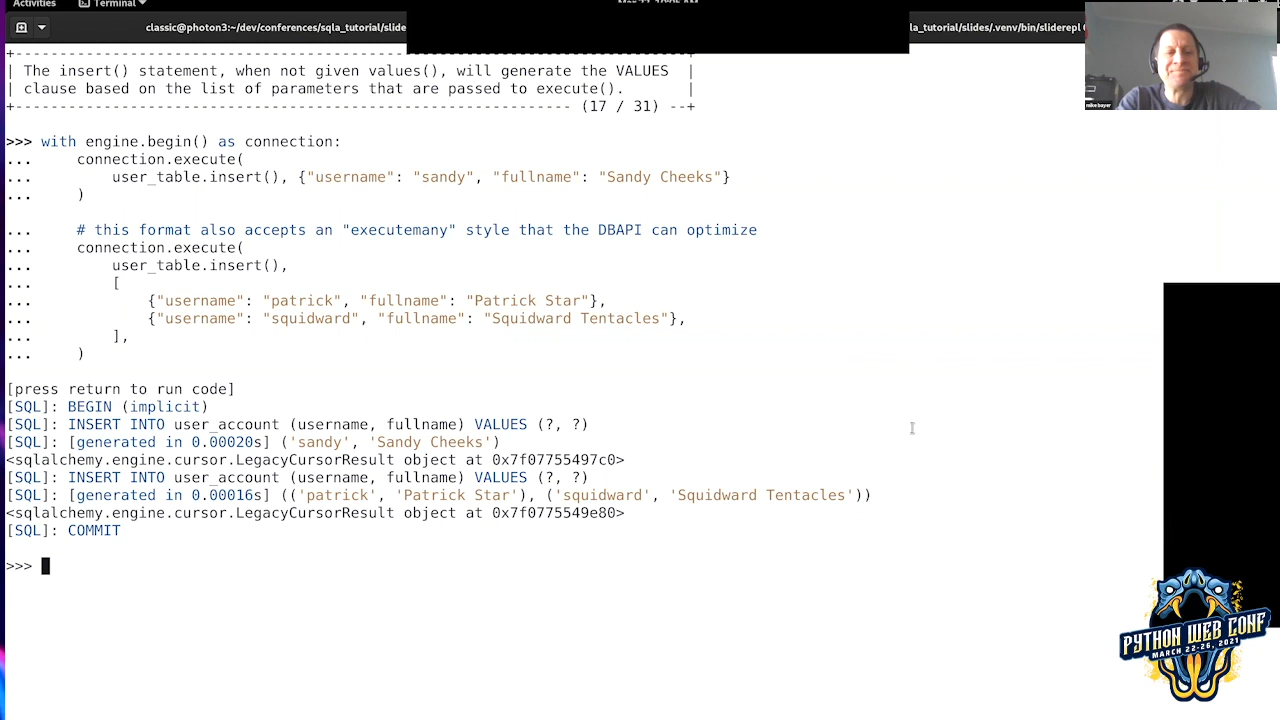 Activities
Terminal
classic@photon3:~/dev/conferences/sqla_tutorial/slide
la_tutorial/slides/.venv/bin/sliderepl
+----------------------------------------------------------------------------+
| The insert() statement, when not given values(), will generate the VALUES  |
| clause based on the list of parameters that are passed to execute().       |
+---------------------------------------------------------------- (17 / 31) --+
>>> with engine.begin() as connection:
...     connection.execute(
...         user_table.insert(), {"username": "sandy", "fullname": "Sandy Cheeks"}
...     )
...     # this format also accepts an "executemany" style that the DBAPI can optimize
...     connection.execute(
...         user_table.insert(),
...         [
...             {"username": "patrick", "fullname": "Patrick Star"},
...             {"username": "squidward", "fullname": "Squidward Tentacles"},
...         ],
...     )
[press return to run code]
[SQL]: BEGIN (implicit)
[SQL]: INSERT INTO user_account (username, fullname) VALUES (?, ?)
[SQL]: [generated in 0.00020s] ('sandy', 'Sandy Cheeks')
<sqlalchemy.engine.cursor.LegacyCursorResult object at 0x7f07755497c0>
[SQL]: INSERT INTO user_account (username, fullname) VALUES (?, ?)
[SQL]: [generated in 0.00016s] (('patrick', 'Patrick Star'), ('squidward', 'Squidward Tentacles'))
<sqlalchemy.engine.cursor.LegacyCursorResult object at 0x7f0775549e80>
[SQL]: COMMIT
>>>
mike bayer
PYTHON WEB CONF
MARCH 22-26, 2021